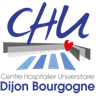 CHU
Centre Hospitalier Universitaire
Dijon Bourgogne